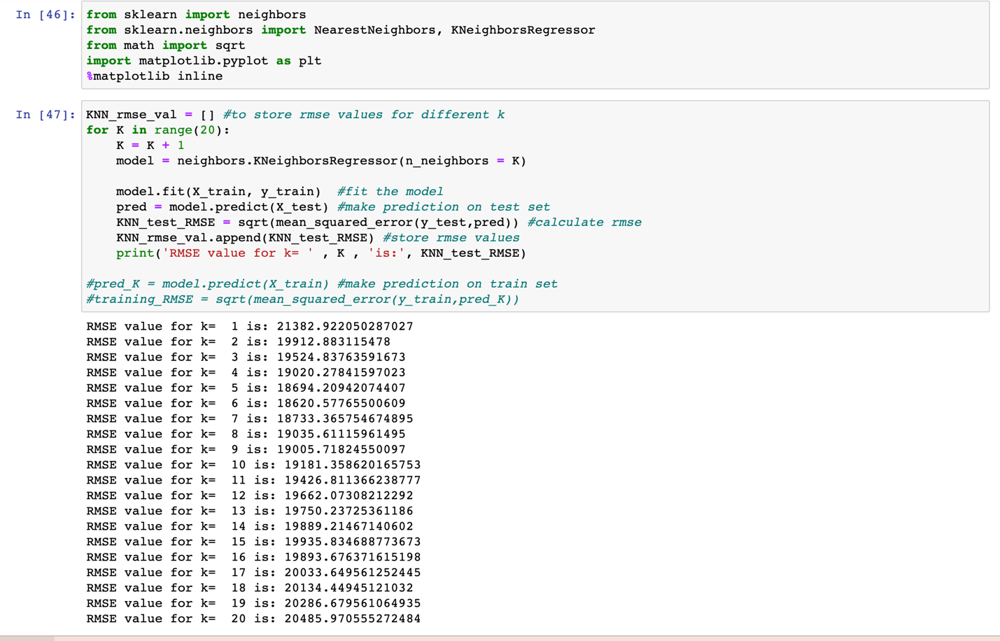 In [46]: from sklearn import neighbors
from sklearn.neighbors import NearestNeighbors, KNeighborsRegressor
from math import sqrt
import matplotlib.pyplot as plt
%matplotlib inline
In [47]: KNN_rmse_val = [] #to store rmse values for different k
for K in range(20):
    K = K + 1
    model = neighbors.KNeighborsRegressor(n_neighbors = K)
    model.fit(X_train, y_train)  #fit the model
    pred = model.predict(X_test) #make prediction on test set
    KNN_test_RMSE = sqrt(mean_squared_error(y_test,pred)) #calculate rmse
    KNN_rmse_val.append(KNN_test_RMSE) #store rmse values
    print('RMSE value for k= ' , K , 'is:', KNN_test_RMSE)
#pred_K = model.predict(X_train) #make prediction on train set
#training_RMSE = sqrt(mean_squared_error(y_train,pred_K))
RMSE value for k=  1 is: 21382.922050287027
RMSE value for k=  2 is: 19912.883115478
RMSE value for k=  3 is: 19524.83763591673
RMSE value for k=  4 is: 19020.27841597023
RMSE value for k=  5 is: 18694.20942074407
RMSE value for k=  6 is: 18620.57765500609
RMSE value for k=  7 is: 18733.365754674895
RMSE value for k=  8 is: 19035.61115961495
RMSE value for k=  9 is: 19005.71824550097
RMSE value for k=  10 is: 19181.358620165753
RMSE value for k=  11 is: 19426.811366238777
RMSE value for k=  12 is: 19662.07308212292
RMSE value for k=  13 is: 19750.23725361186
RMSE value for k=  14 is: 19889.21467140602
RMSE value for k=  15 is: 19935.834688773673
RMSE value for k=  16 is: 19893.676371615198
RMSE value for k=  17 is: 20033.649561252445
RMSE value for k=  18 is: 20134.44945121032
RMSE value for k=  19 is: 20286.679561064935
RMSE value for k=  20 is: 20485.970555272484